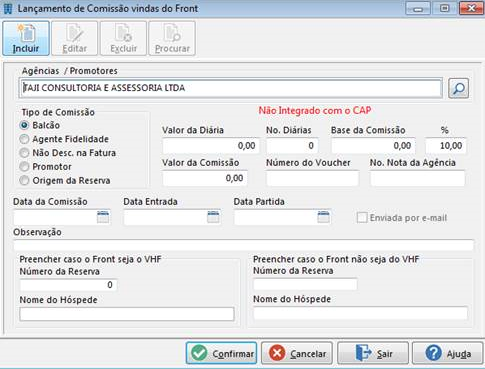 Lançamento de Comissão vindas do Front
Incluir Editar Excluir Procurar
Agências / Promotores
TAJI CONSULTORIA E ASSESSORIA LTDA
Tipo de Comissão
Balcão
Agente Fidelidade
Não Desc. na Fatura
Promotor
Origem da Reserva
Não Integrado com o CAP
Valor da Diária No. Diárias Base da Comissão %
0,00 0 0,00 10,00
Valor da Comissão Número do Voucher No. Nota da Agência
0,00
Data da Comissão Data Entrada Data Partida
Enviada por e-mail
Observação
Preencher caso o Front seja o VHF
Número da Reserva
0
Nome do Hóspede
Preencher caso o Front não seja do VHF
Número da Reserva
Nome do Hóspede
Confirmar Cancelar Sair Ajuda